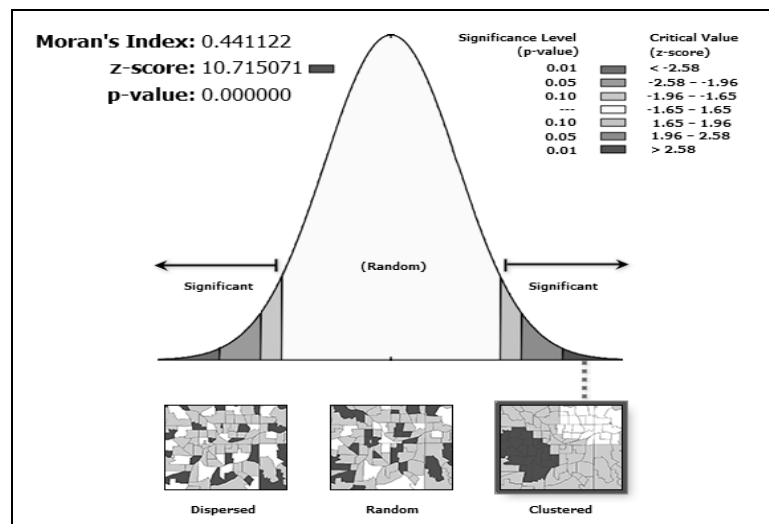 Moran's Index: 0.441122
z-score: 10.715071
p-value: 0.000000
Significance Level
(p-value)
Critical Value
(z-score)
0.01 < -2.58
0.05 -2.58 – -1.96
0.10 -1.96 – -1.65
--- -1.65 – 1.65
0.10 1.65 – 1.96
0.05 1.96 – 2.58
0.01 > 2.58
Significant
(Random)
Significant
Dispersed
Random
Clustered